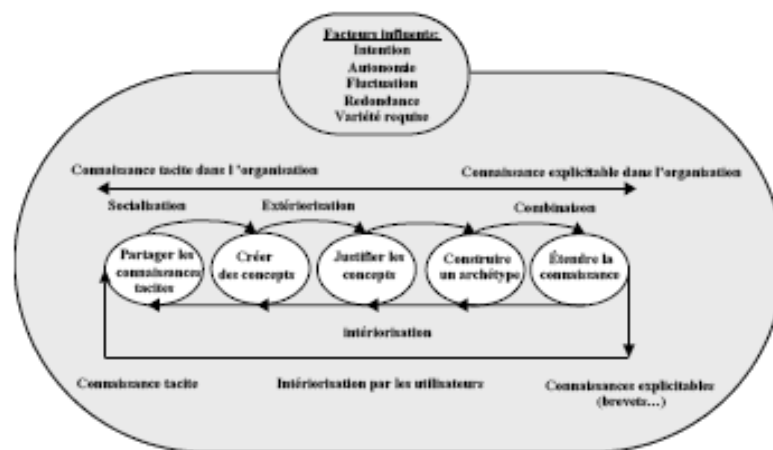 Facteurs influents:
Intention
Autonomie
Fluctuation
Redondance
Variété requise
Connaissance tacite dans l'organisation
Connaissance explicitable dans l'organisation
Socialisation
Extériorisation
Combinaison
Partager les
connaissances
tacites
Créer
des concepts
Justifier les
concepts
Construire
un archétype
Étendre la
connaissance
intériorisation
Connaissance tacite
Intériorisation par les utilisateurs
Connaissances explicitables
(brevets...)